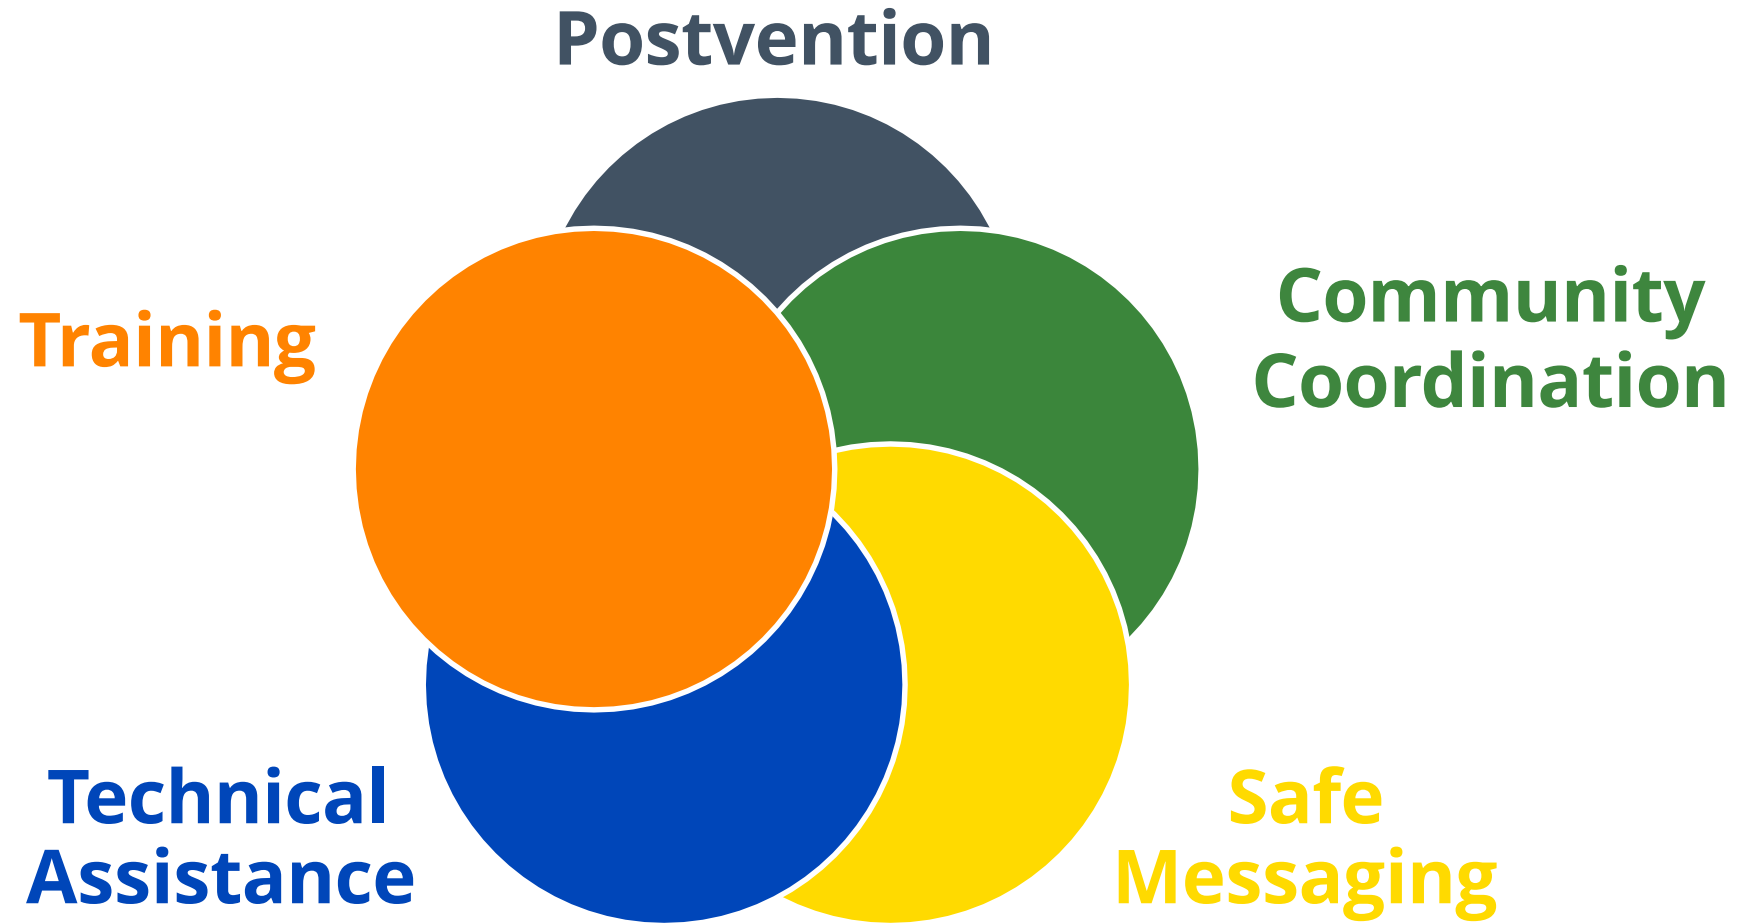 Postvention
Training
Community
Coordination
Technical
Assistance
Safe
Messaging